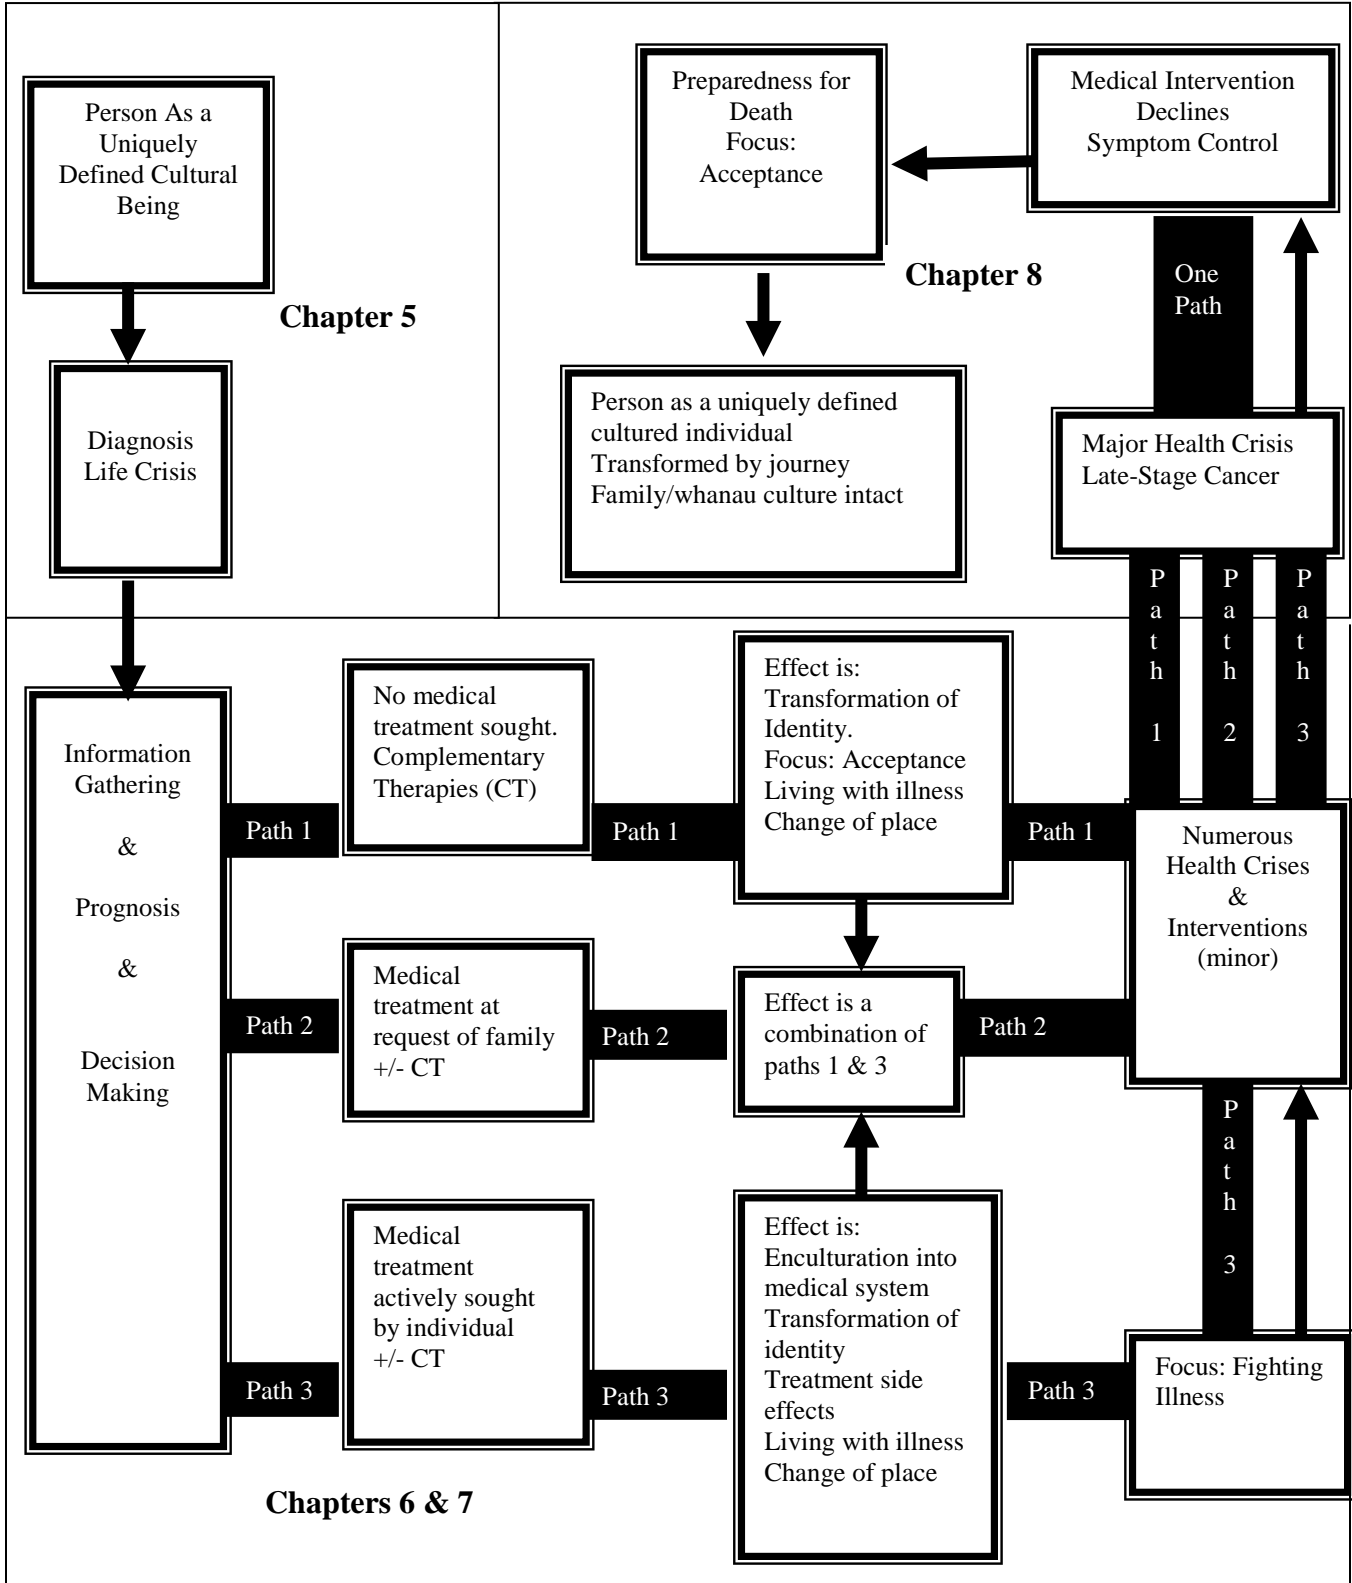 Person As a
Uniquely
Defined Cultural
Being
Chapter 5
Diagnosis
Life Crisis
Preparedness for
Death
Focus:
Acceptance
Medical Intervention
Declines
Symptom Control
Chapter 8
One
Path
Person as a uniquely defined
cultured individual
Transformed by journey
Family/whanau culture intact
Major Health Crisis
Late-Stage Cancer
Path 1
Path 2
Path 3
Information
Gathering
&
Prognosis
&
Decision
Making
Path 1
No medical
treatment sought.
Complementary
Therapies (CT)
Path 1
Effect is:
Transformation of
Identity.
Focus: Acceptance
Living with illness
Change of place
Path 1
Numerous
Health Crises
&
Interventions
(minor)
Path 2
Medical
treatment at
request of family
+/- CT
Path 2
Effect is a
combination of
paths 1 & 3
Path 2
Path 3
Path 3
Medical
treatment
actively sought
by individual
+/- CT
Path 3
Effect is:
Enculturation into
medical system
Transformation of
identity
Treatment side
effects
Living with illness
Change of place
Path 3
Focus: Fighting
Illness
Chapters 6 & 7